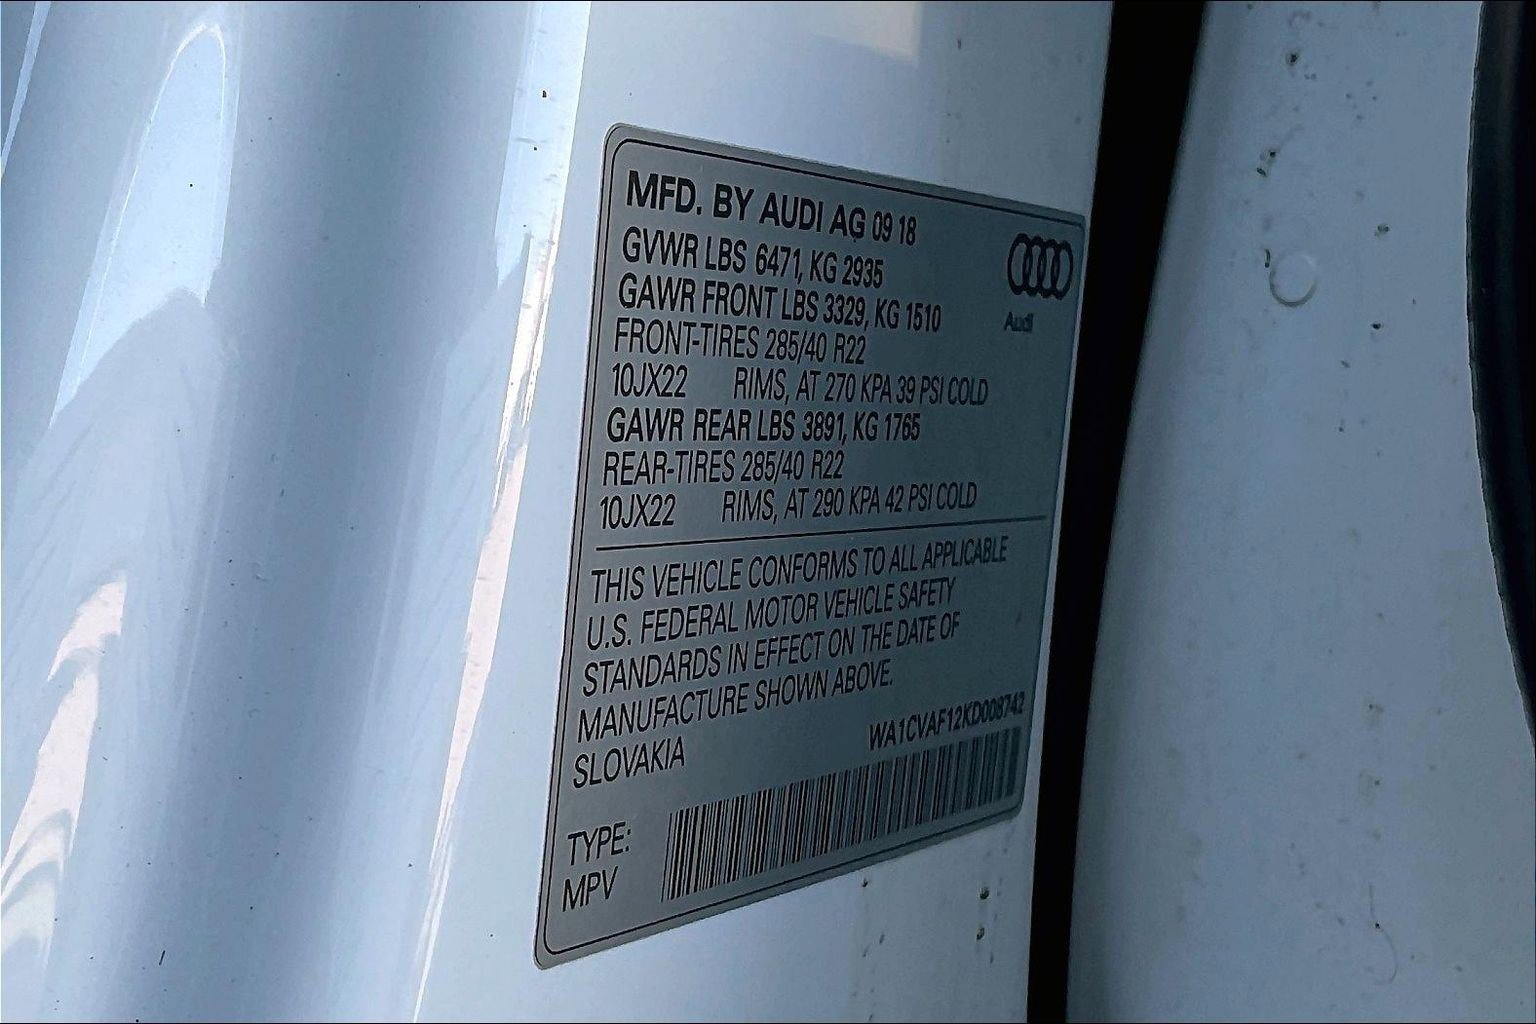 MFD. BY AUDI AG 09 18
GVWR LBS 6471, KG 2935
GAWR FRONT LBS 3329, KG 1510
Audi
FRONT-TIRES 285/40 R22
10JX22 RIMS, AT 270 KPA 39 PSI COLD
GAWR REAR LBS 3891, KG 1765
REAR-TIRES 285/40 R22
10JX22 RIMS, AT 290 KPA 42 PSI COLD
THIS VEHICLE CONFORMS TO ALL APPLICABLE
U.S. FEDERAL MOTOR VEHICLE SAFETY
STANDARDS IN EFFECT ON THE DATE OF
MANUFACTURE SHOWN ABOVE.
SLOVAKIA
WA1CVAF12KD008742
TYPE:
MPV